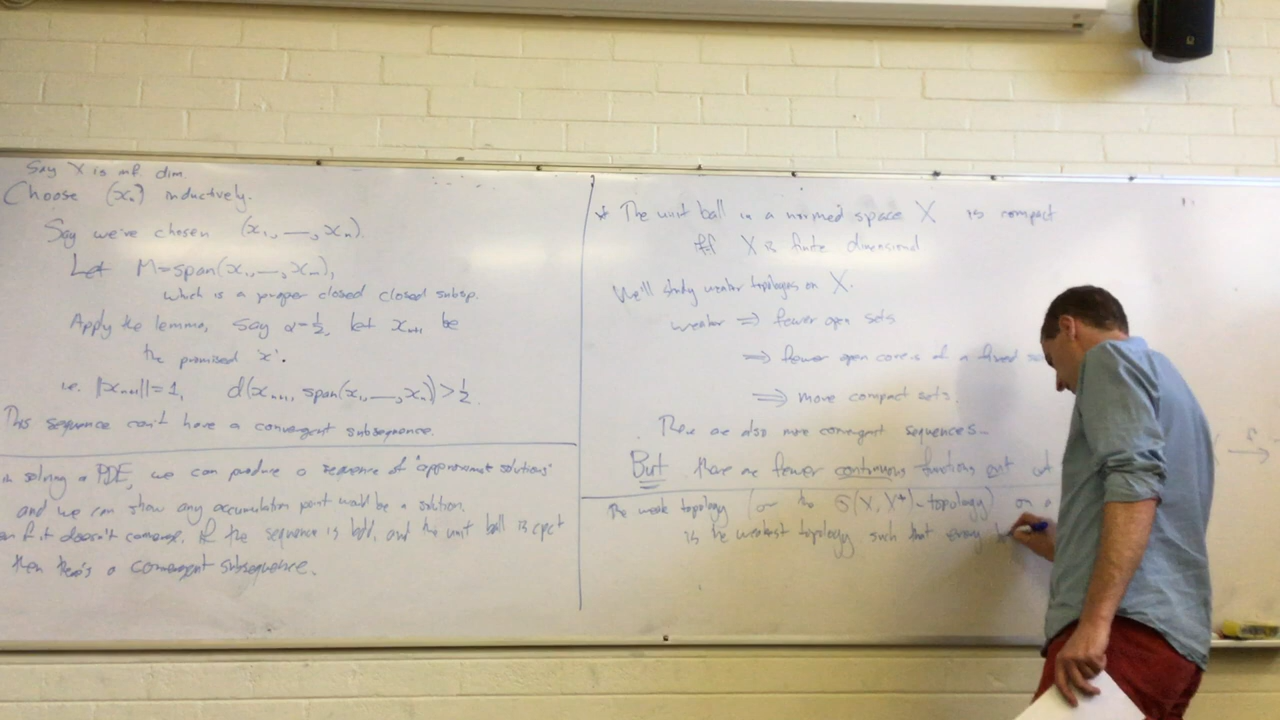 Say X is inf. dim.
Choose (xₙ) inductively.
Say we've chosen (x₁, —, xₙ).
Let M = span(x₁, —, xₙ),
which is a proper closed closed subsp.
Apply the lemma, say α=½, let xₙ₊₁ be
the promised 'x'.
i.e. ||xₙ₊₁||=1, d(xₙ₊₁, span(x₁, —, xₙ)) > ½.
This sequence can't have a convergent subsequence.
in solving a PDE, we can produce a sequence of "approximate solutions"
and we can show any accumulation point would be a solution.
if it doesn't converge, if the sequence is bdd, and the unit ball is cpct
then there's a convergent subsequence.
* The unit ball in a normed space X is compact
iff X is finite dimensional
We'll study weaker topologies on X.
weaker ⇒ fewer open sets
⇒ fewer open covers of a fixed
⇒ more compact sets.
There are also more convergent sequences.
But there are fewer continuous functions out of
The weak topology (or the σ(X, X*)-topology) on a
is the weakest topology such that every